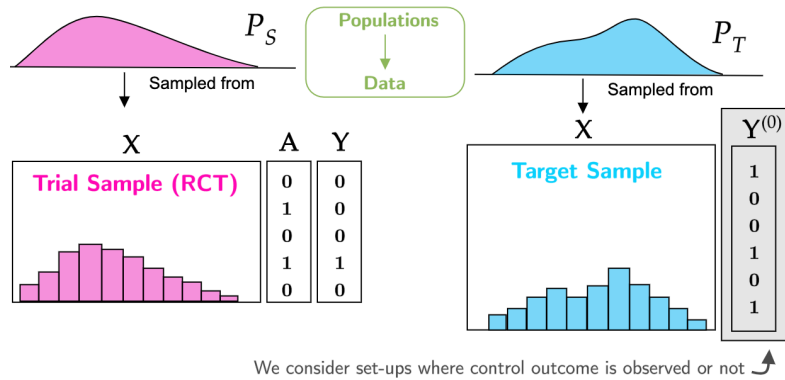 P_S
Populations
Data
P_T
Sampled from
Sampled from
X
A
Y
X
Y^(0)
Trial Sample (RCT)
0 0
1 0
0 0
1 1
0 0
Target Sample
1
0
0
1
0
1
We consider set-ups where control outcome is observed or not